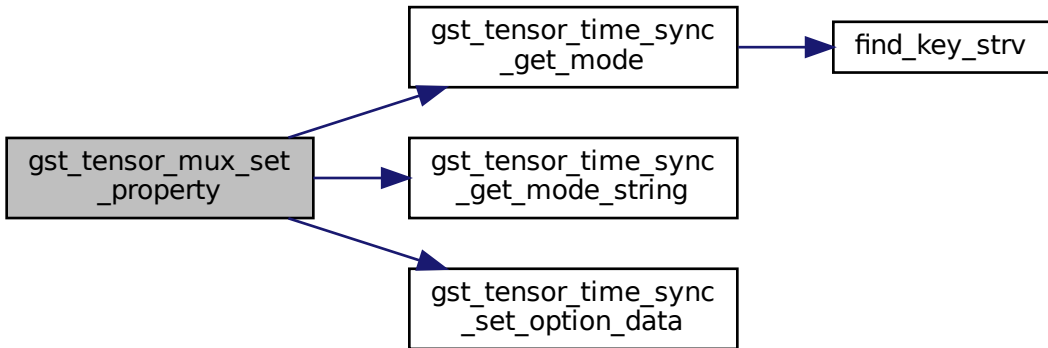 gst_tensor_time_sync
_get_mode
find_key_strv
gst_tensor_mux_set
_property
gst_tensor_time_sync
_get_mode_string
gst_tensor_time_sync
_set_option_data